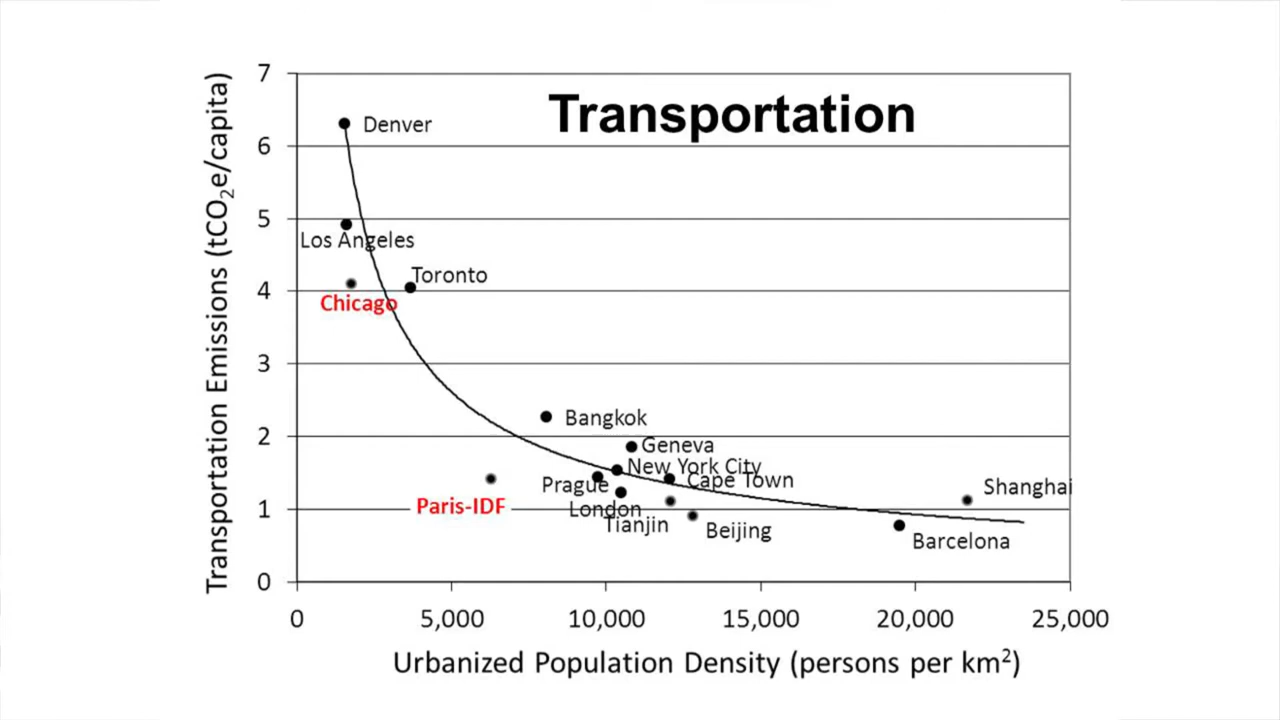 Transportation
Transportation Emissions (tCO₂e/capita)
7
6
5
4
3
2
1
0
Denver
Los Angeles
Toronto
Chicago
Bangkok
Geneva
New York City
Cape Town
Prague
Paris-IDF
London
Tianjin
Beijing
Shanghai
Barcelona
0 5,000 10,000 15,000 20,000 25,000
Urbanized Population Density (persons per km²)